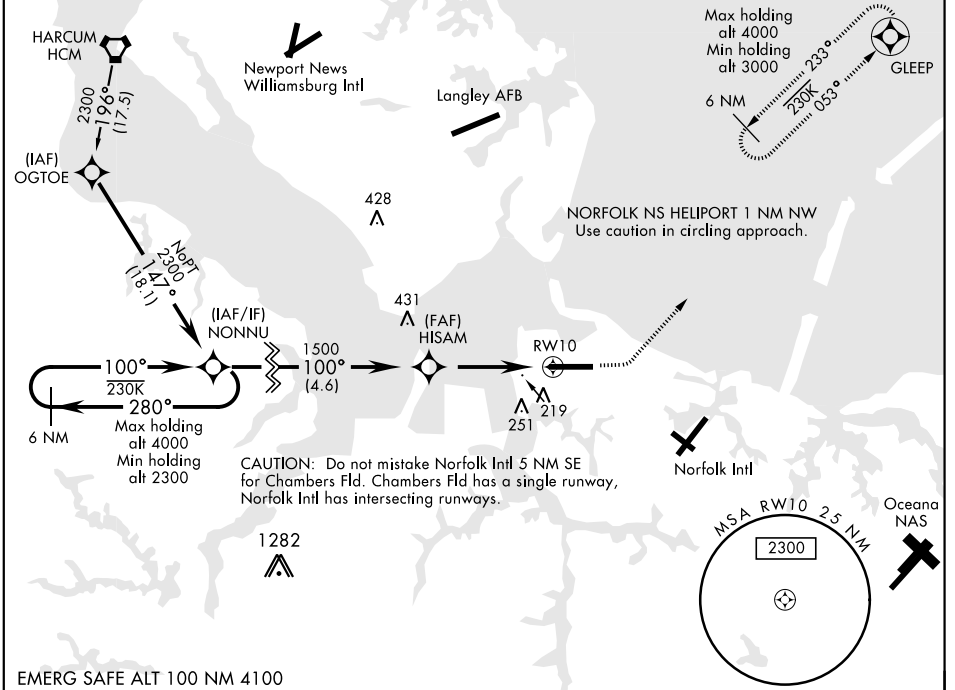 HARCUM
HCM
2300
196°
(17.5)
(IAF)
OGTOE
Newport News
Williamsburg Intl
Langley AFB
Max holding
alt 4000
Min holding
alt 3000
GLEEP
233°
230K
053°
6 NM
428
NORFOLK NS HELIPORT 1 NM NW
Use caution in circling approach.
NoPT
2300
147°
(18.1)
(IAF/IF)
NONNU
431
(FAF)
HISAM
RW10
1500
100°
(4.6)
100°
230K
280°
6 NM
Max holding
alt 4000
Min holding
alt 2300
219
251
CAUTION: Do not mistake Norfolk Intl 5 NM SE
for Chambers Fld. Chambers Fld has a single runway,
Norfolk Intl has intersecting runways.
Norfolk Intl
Oceana
NAS
1282
MSA RW10 25 NM
2300
EMERG SAFE ALT 100 NM 4100